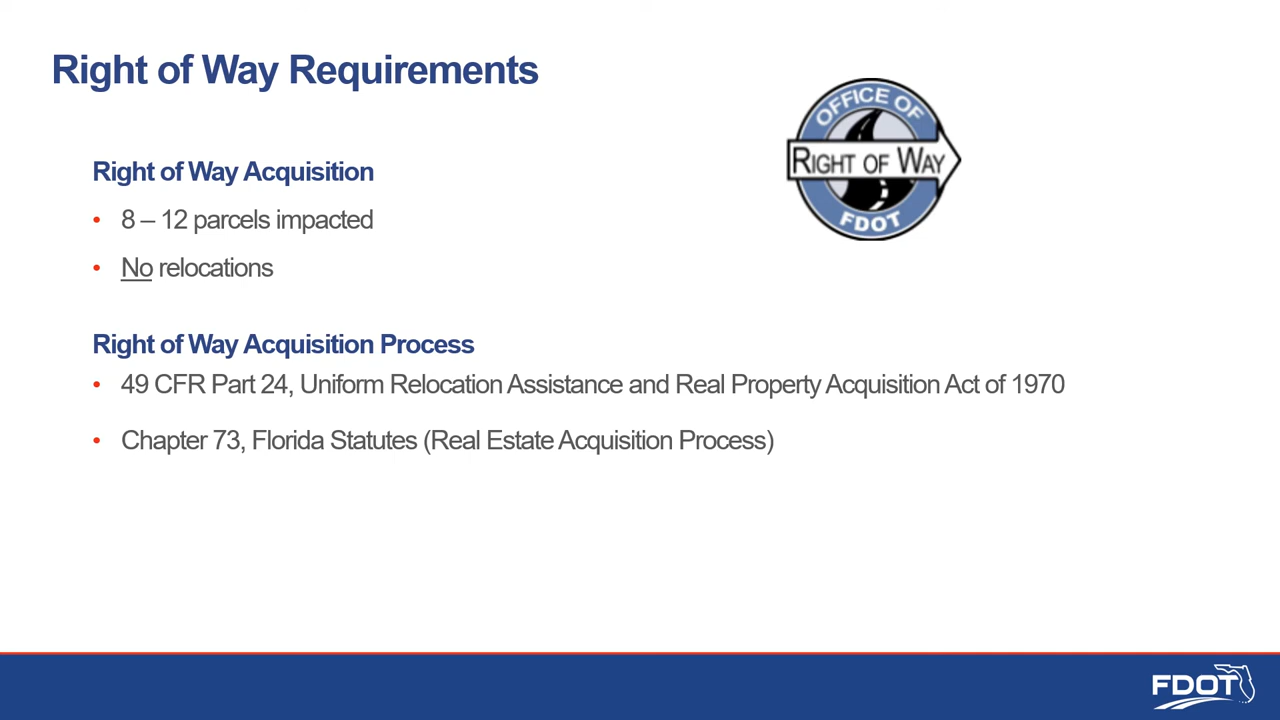 Right of Way Requirements
OFFICE OF
RIGHT OF WAY
FDOT
Right of Way Acquisition
• 8 – 12 parcels impacted
• No relocations
Right of Way Acquisition Process
• 49 CFR Part 24, Uniform Relocation Assistance and Real Property Acquisition Act of 1970
• Chapter 73, Florida Statutes (Real Estate Acquisition Process)
FDOT